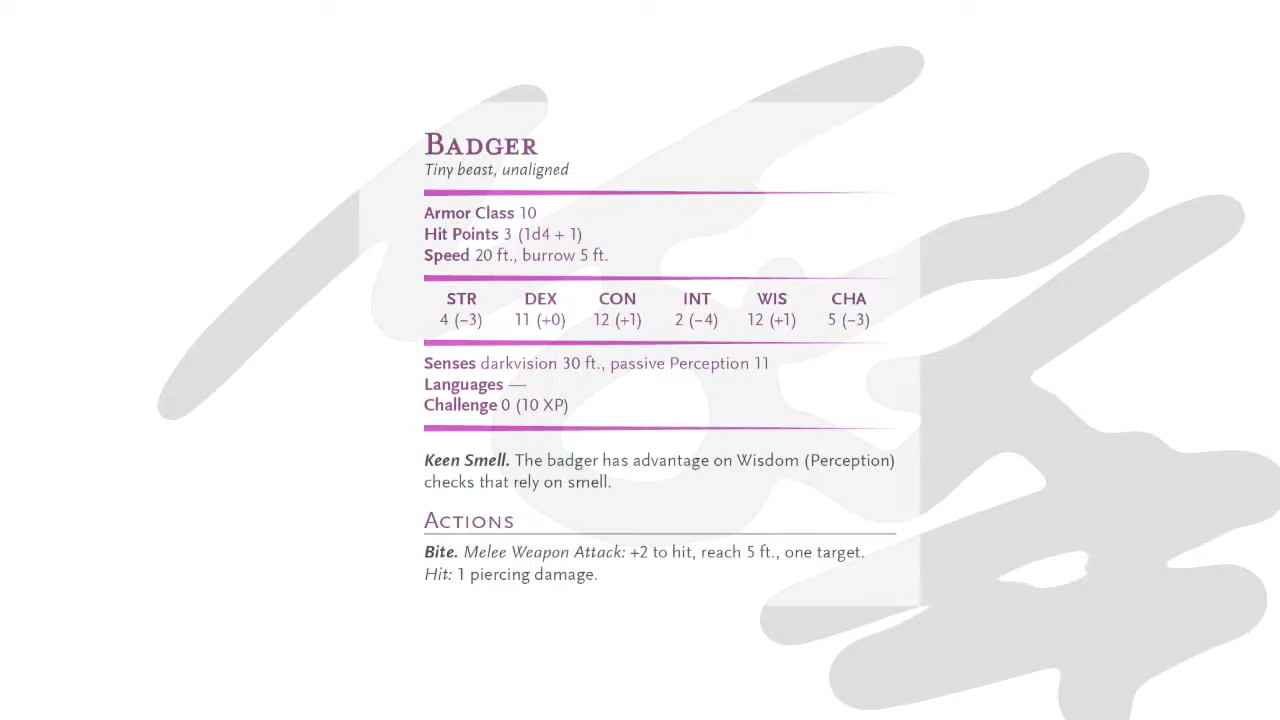 Badger
Tiny beast, unaligned
Armor Class 10
Hit Points 3 (1d4 + 1)
Speed 20 ft., burrow 5 ft.
STR DEX CON INT WIS CHA
4 (−3) 11 (+0) 12 (+1) 2 (−4) 12 (+1) 5 (−3)
Senses darkvision 30 ft., passive Perception 11
Languages —
Challenge 0 (10 XP)
Keen Smell. The badger has advantage on Wisdom (Perception)
checks that rely on smell.
Actions
Bite. Melee Weapon Attack: +2 to hit, reach 5 ft., one target.
Hit: 1 piercing damage.